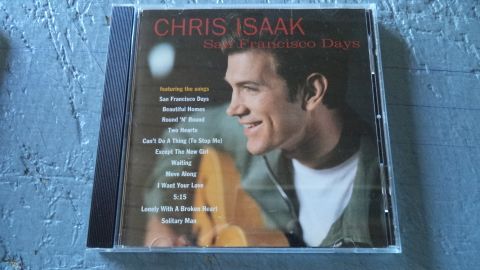 CHRIS ISAAK
San Francisco Days
featuring the songs
San Francisco Days
Beautiful Homes
Round 'N' Round
Two Hearts
Can't Do A Thing (To Stop Me)
Except The New Girl
Waiting
Move Along
I Want Your Love
5:15
Lonely With A Broken Heart
Solitary Man